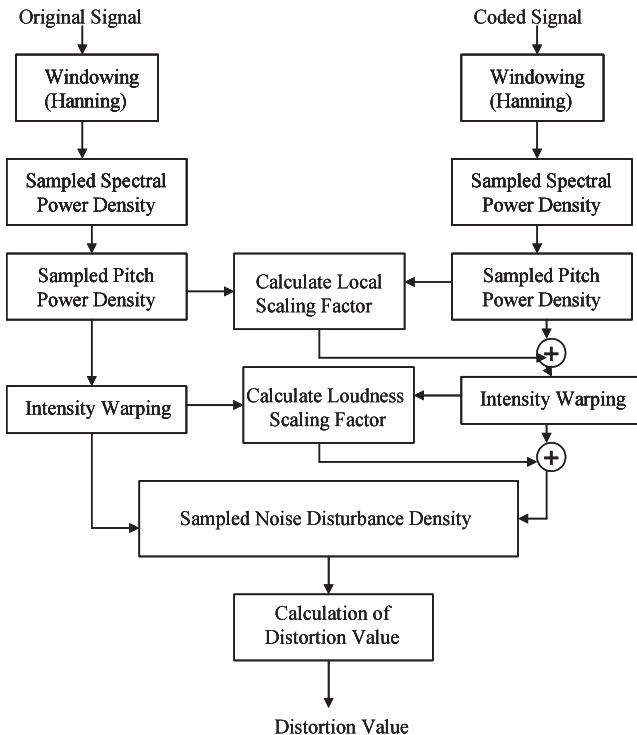 Original Signal
Coded Signal
Windowing
(Hanning)
Windowing
(Hanning)
Sampled Spectral
Power Density
Sampled Spectral
Power Density
Sampled Pitch
Power Density
Calculate Local
Scaling Factor
Sampled Pitch
Power Density
+
Intensity Warping
Calculate Loudness
Scaling Factor
Intensity Warping
+
Sampled Noise Disturbance Density
Calculation of
Distortion Value
Distortion Value